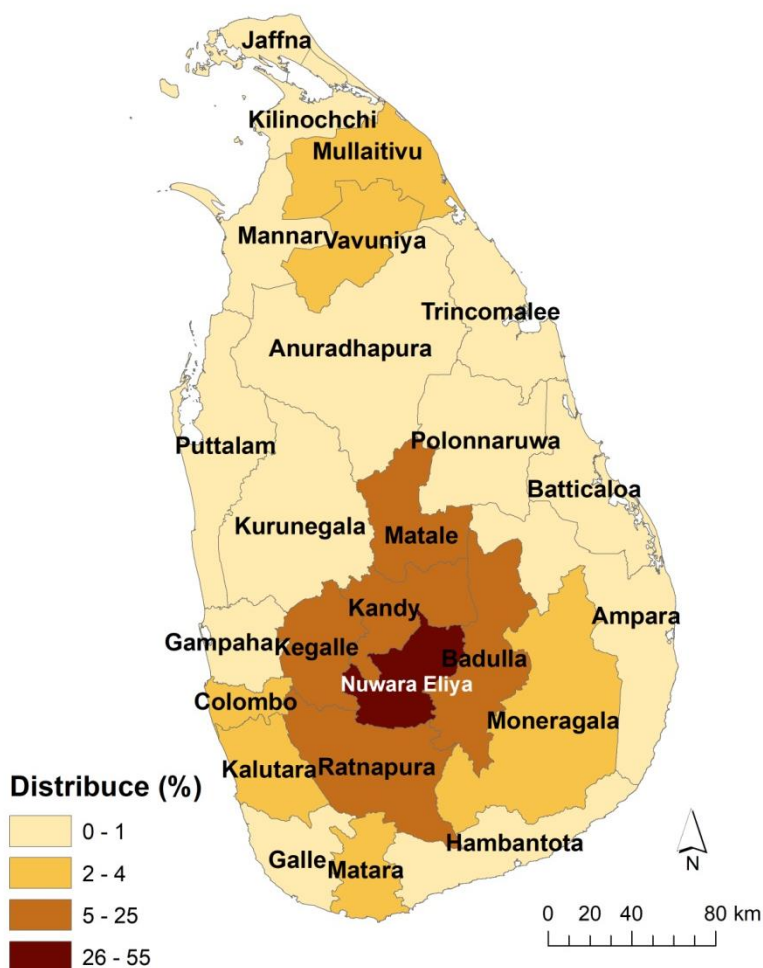 Jaffna
Kilinochchi
Mullaitivu
Mannar
Vavuniya
Trincomalee
Anuradhapura
Polonnaruwa
Puttalam
Batticaloa
Kurunegala
Matale
Kandy
Ampara
Gampaha
Kegalle
Badulla
Nuwara Eliya
Colombo
Moneragala
Kalutara
Ratnapura
Hambantota
Galle
Matara
Distribuce (%)
0 - 1
2 - 4
5 - 25
26 - 55
N
0 20 40 80 km